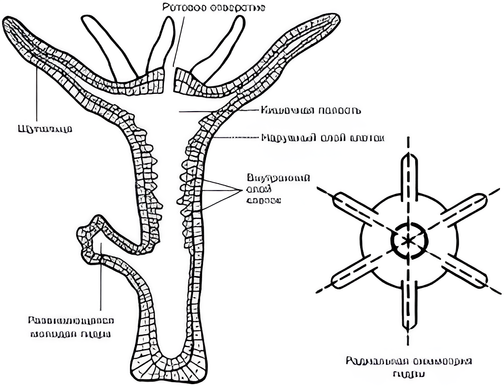 Ротовое отверстие
Кишечная полость
Щупальца
Наружный слой клеток
Внутренний
слой
клеток
Развивающаяся
молодая гидра
Радиальная симметрия
гидры